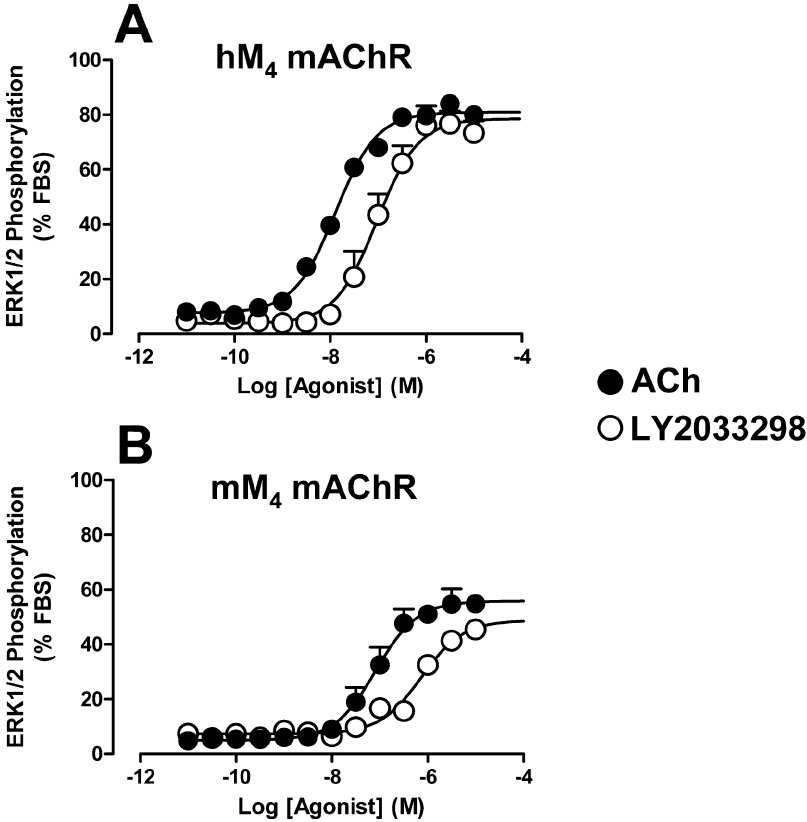 A
hM4 mAChR
ERK1/2 Phosphorylation
(% FBS)
100
80
60
40
20
0
-12 -10 -8 -6 -4
Log [Agonist] (M)
ACh
LY2033298
B
mM4 mAChR
ERK1/2 Phosphorylation
(% FBS)
100
80
60
40
20
0
-12 -10 -8 -6 -4
Log [Agonist] (M)